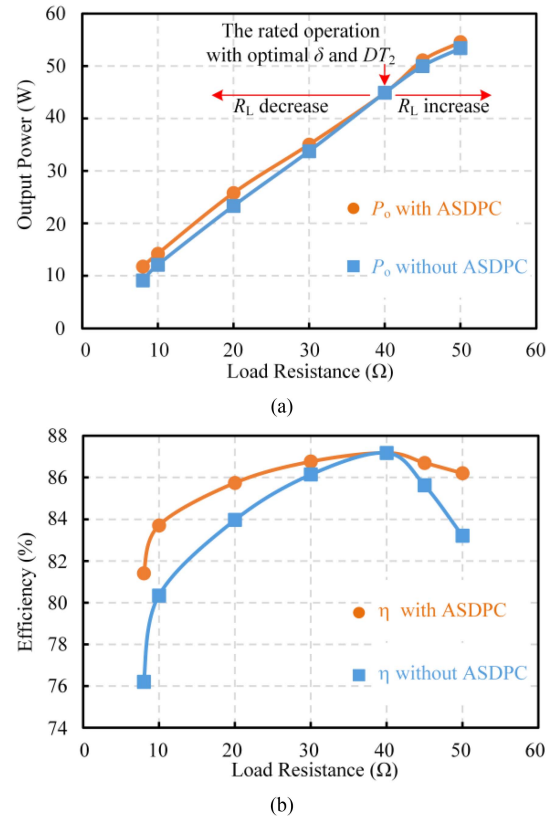 (a)
Output Power (W)
60
50
40
30
20
10
0
The rated operation
with optimal δ and DT2
RL decrease
RL increase
Po with ASDPC
Po without ASDPC
0 10 20 30 40 50 60
Load Resistance (Ω)
(a)
Efficiency (%)
88
86
84
82
80
78
76
74
η with ASDPC
η without ASDPC
0 10 20 30 40 50 60
Load Resistance (Ω)
(b)